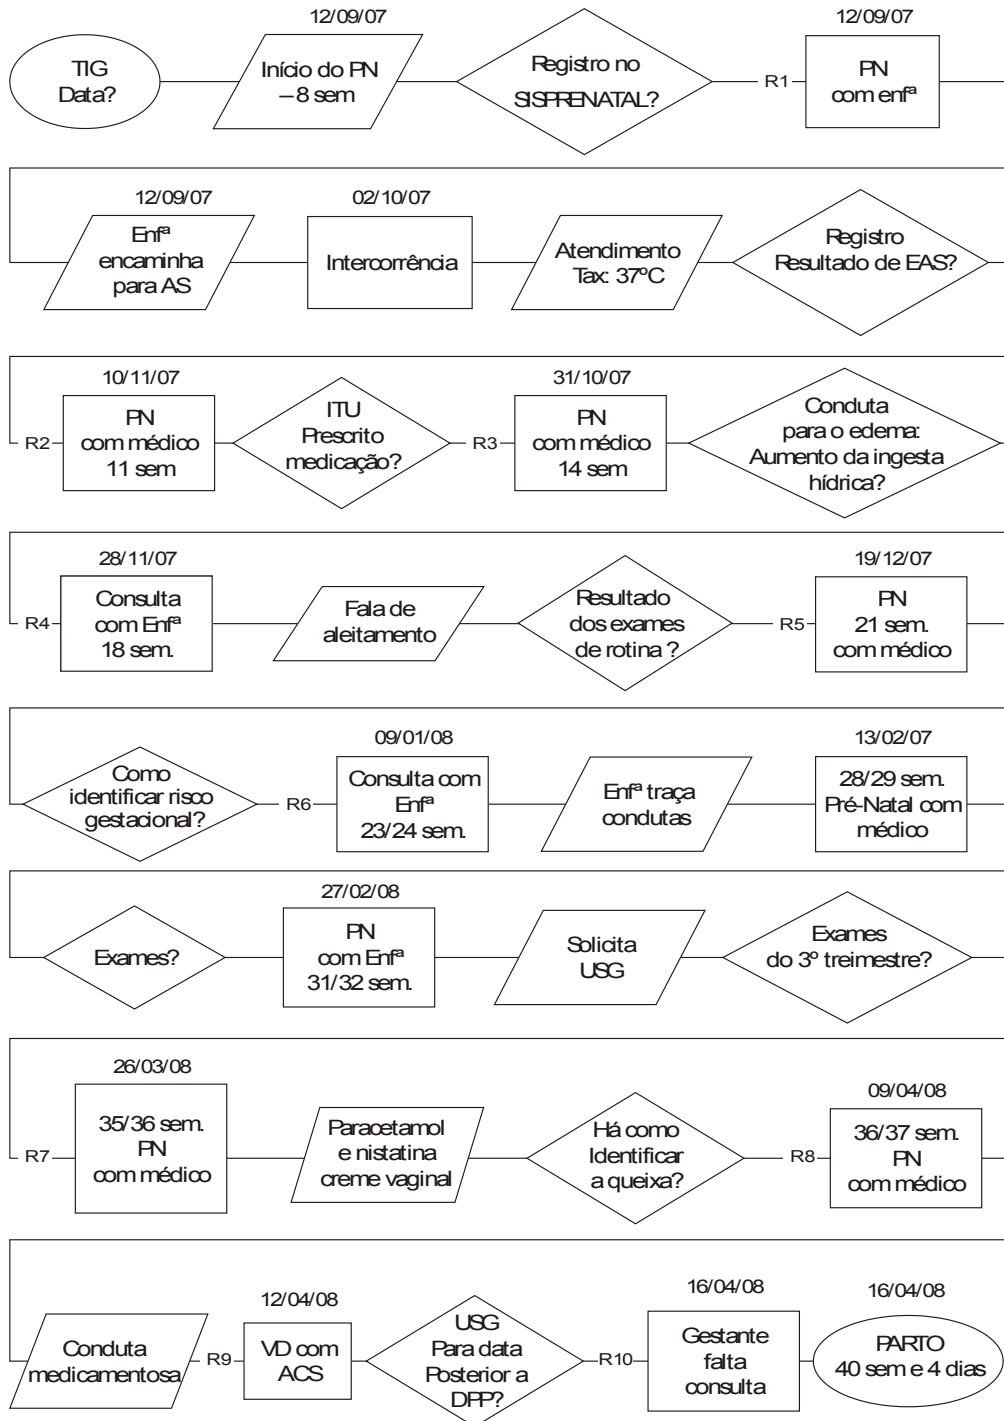 12/09/07
12/09/07
TIG
Data?
Início do PN
–8 sem
Registro no
SISPRENATAL?
R1
PN
com enfª
12/09/07
02/10/07
Enfª
encaminha
para AS
Intercorrência
Atendimento
Tax: 37ºC
Registro
Resultado de EAS?
10/11/07
31/10/07
R2
PN
com médico
11 sem
ITU
Prescrito
medicação?
R3
PN
com médico
14 sem
Conduta
para o edema:
Aumento da ingesta
hídrica?
28/11/07
19/12/07
R4
Consulta
com Enfª
18 sem.
Fala de
aleitamento
Resultado
dos exames
de rotina ?
R5
PN
21 sem.
com médico
09/01/08
13/02/07
Como
identificar risco
gestacional?
R6
Consulta com
Enfª
23/24 sem.
Enfª traça
condutas
28/29 sem.
Pré-Natal com
médico
27/02/08
Exames?
PN
com Enfª
31/32 sem.
Solicita
USG
Exames
do 3º treimestre?
26/03/08
09/04/08
R7
35/36 sem.
PN
com médico
Paracetamol
e nistatina
creme vaginal
Há como
Identificar
a queixa?
R8
36/37 sem.
PN
com médico
12/04/08
16/04/08
16/04/08
Conduta
medicamentosa
R9
VD com
ACS
USG
Para data
Posterior a
DPP?
R10
Gestante
falta
consulta
PARTO
40 sem e 4 dias